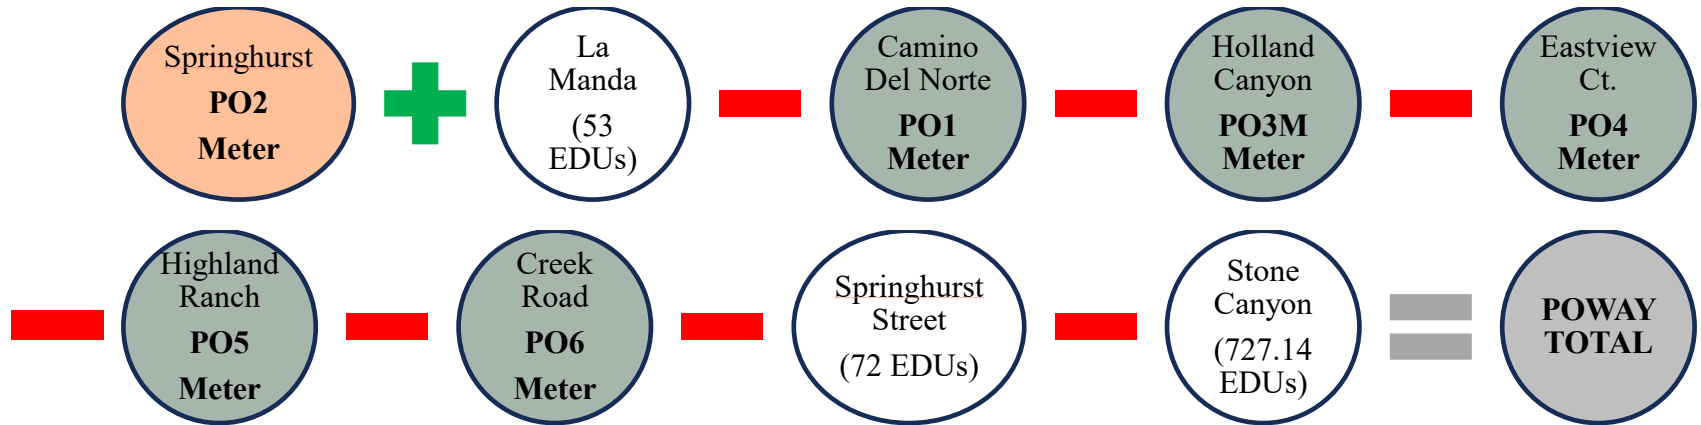 Springhurst
PO2
Meter
La
Manda
(53
EDUs)
Camino
Del Norte
PO1
Meter
Holland
Canyon
PO3M
Meter
Eastview
Ct.
PO4
Meter
Highland
Ranch
PO5
Meter
Creek
Road
PO6
Meter
Springhurst
Street
(72 EDUs)
Stone
Canyon
(727.14
EDUs)
POWAY
TOTAL